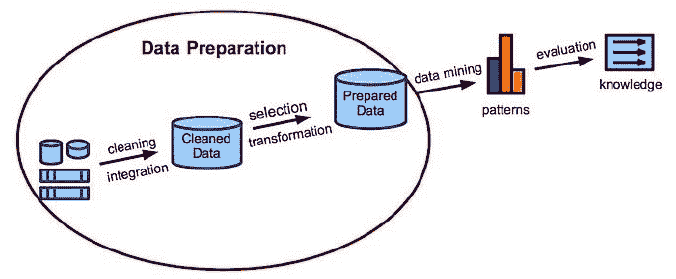 Data Preparation
cleaning
integration
Cleaned
Data
selection
transformation
Prepared
Data
data mining
patterns
evaluation
knowledge